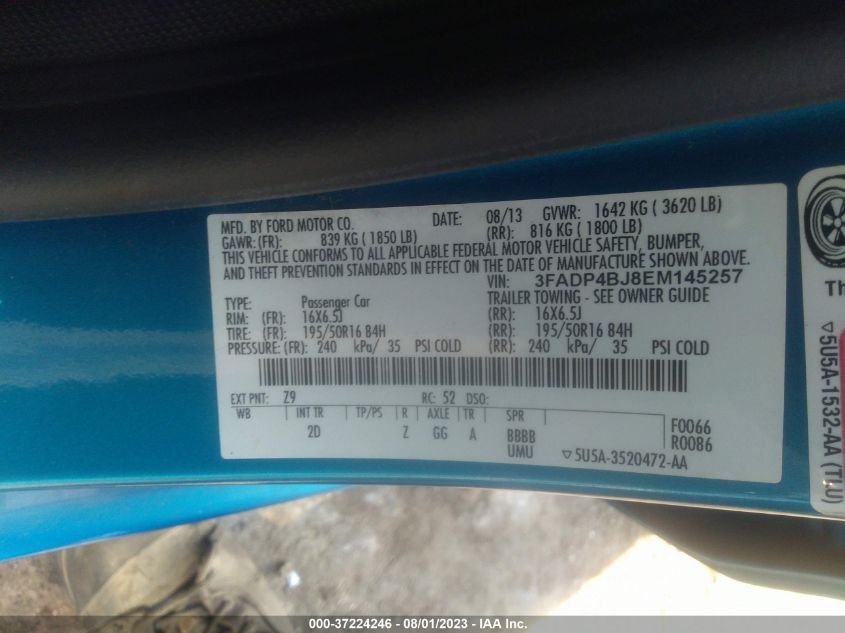 MFD. BY FORD MOTOR CO. DATE: 08/13 GVWR: 1642 KG ( 3620 LB)
GAWR:(FR): 839 KG ( 1850 LB) (RR): 816 KG ( 1800 LB)
THIS VEHICLE CONFORMS TO ALL APPLICABLE FEDERAL MOTOR VEHICLE SAFETY, BUMPER,
AND THEFT PREVENTION STANDARDS IN EFFECT ON THE DATE OF MANUFACTURE SHOWN ABOVE.
VIN: 3FADP4BJ8EM145257
TYPE: Passenger Car TRAILER TOWING - SEE OWNER GUIDE
RIM: (FR): 16X6.5J (RR): 16X6.5J
TIRE: (FR): 195/50R16 84H (RR): 195/50R16 84H
PRESSURE: (FR): 240 kPa/ 35 PSI COLD (RR): 240 kPa/ 35 PSI COLD
EXT PNT: Z9 RC: 52 DSO:
WB INT TR TP/PS R AXLE TR SPR
2D Z GG A BBBB
UMU
F0066
R0086
▽5U5A-3520472-AA
Th
▽5U5A-1532-AA (TLU)
000-37224246 - 08/01/2023 - IAA Inc.